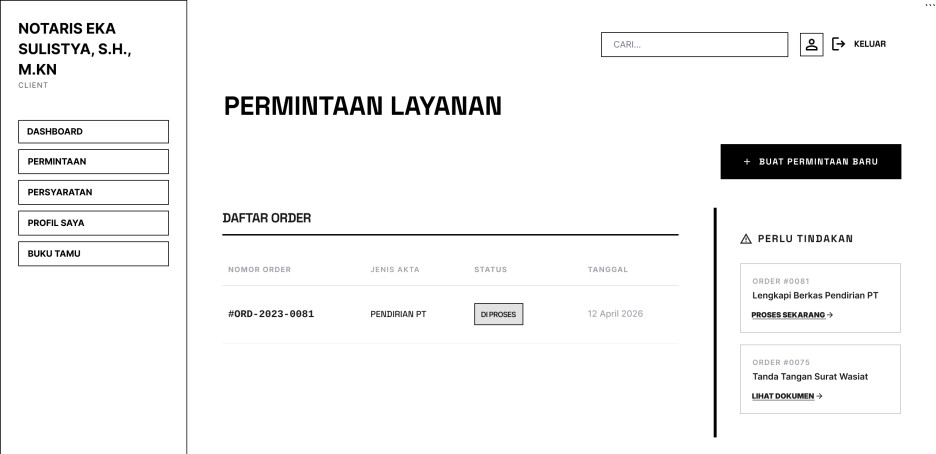 NOTARIS EKA
SULISTYA, S.H.,
M.KN
CLIENT
DASHBOARD
PERMINTAAN
PERSYARATAN
PROFIL SAYA
BUKU TAMU
CARI...
KELUAR
PERMINTAAN LAYANAN
+ BUAT PERMINTAAN BARU
DAFTAR ORDER
NOMOR ORDER JENIS AKTA STATUS TANGGAL
#ORD-2023-0081 PENDIRIAN PT DI PROSES 12 April 2026
PERLU TINDAKAN
ORDER #0081
Lengkapi Berkas Pendirian PT
PROSES SEKARANG →
ORDER #0075
Tanda Tangan Surat Wasiat
LIHAT DOKUMEN →